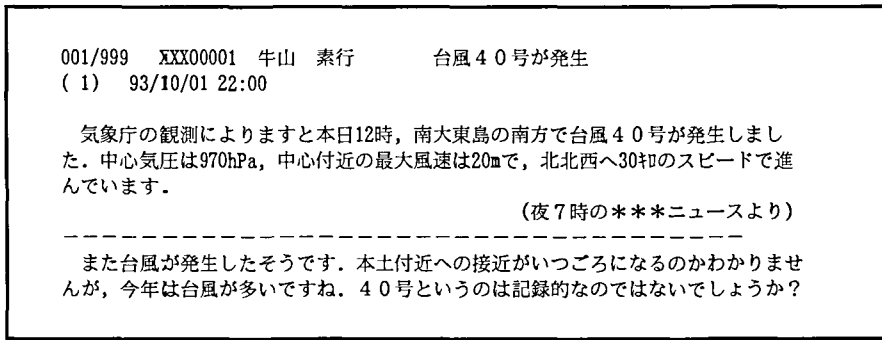 001/999　XXX00001　牛山　素行　　　　台風４０号が発生
( 1)　93/10/01 22:00
　気象庁の観測によりますと本日12時，南大東島の南方で台風４０号が発生しまし
た．中心気圧は970hPa，中心付近の最大風速は20mで，北北西へ30㌔のスピードで進
んでいます．
（夜７時の＊＊＊ニュースより）
－－－－－－－－－－－－－－－－－－－－－－－－－－－－－－－－－－－
　また台風が発生したそうです．本土付近への接近がいつごろになるのかわかりませ
んが，今年は台風が多いですね．４０号というのは記録的なのではないでしょうか？